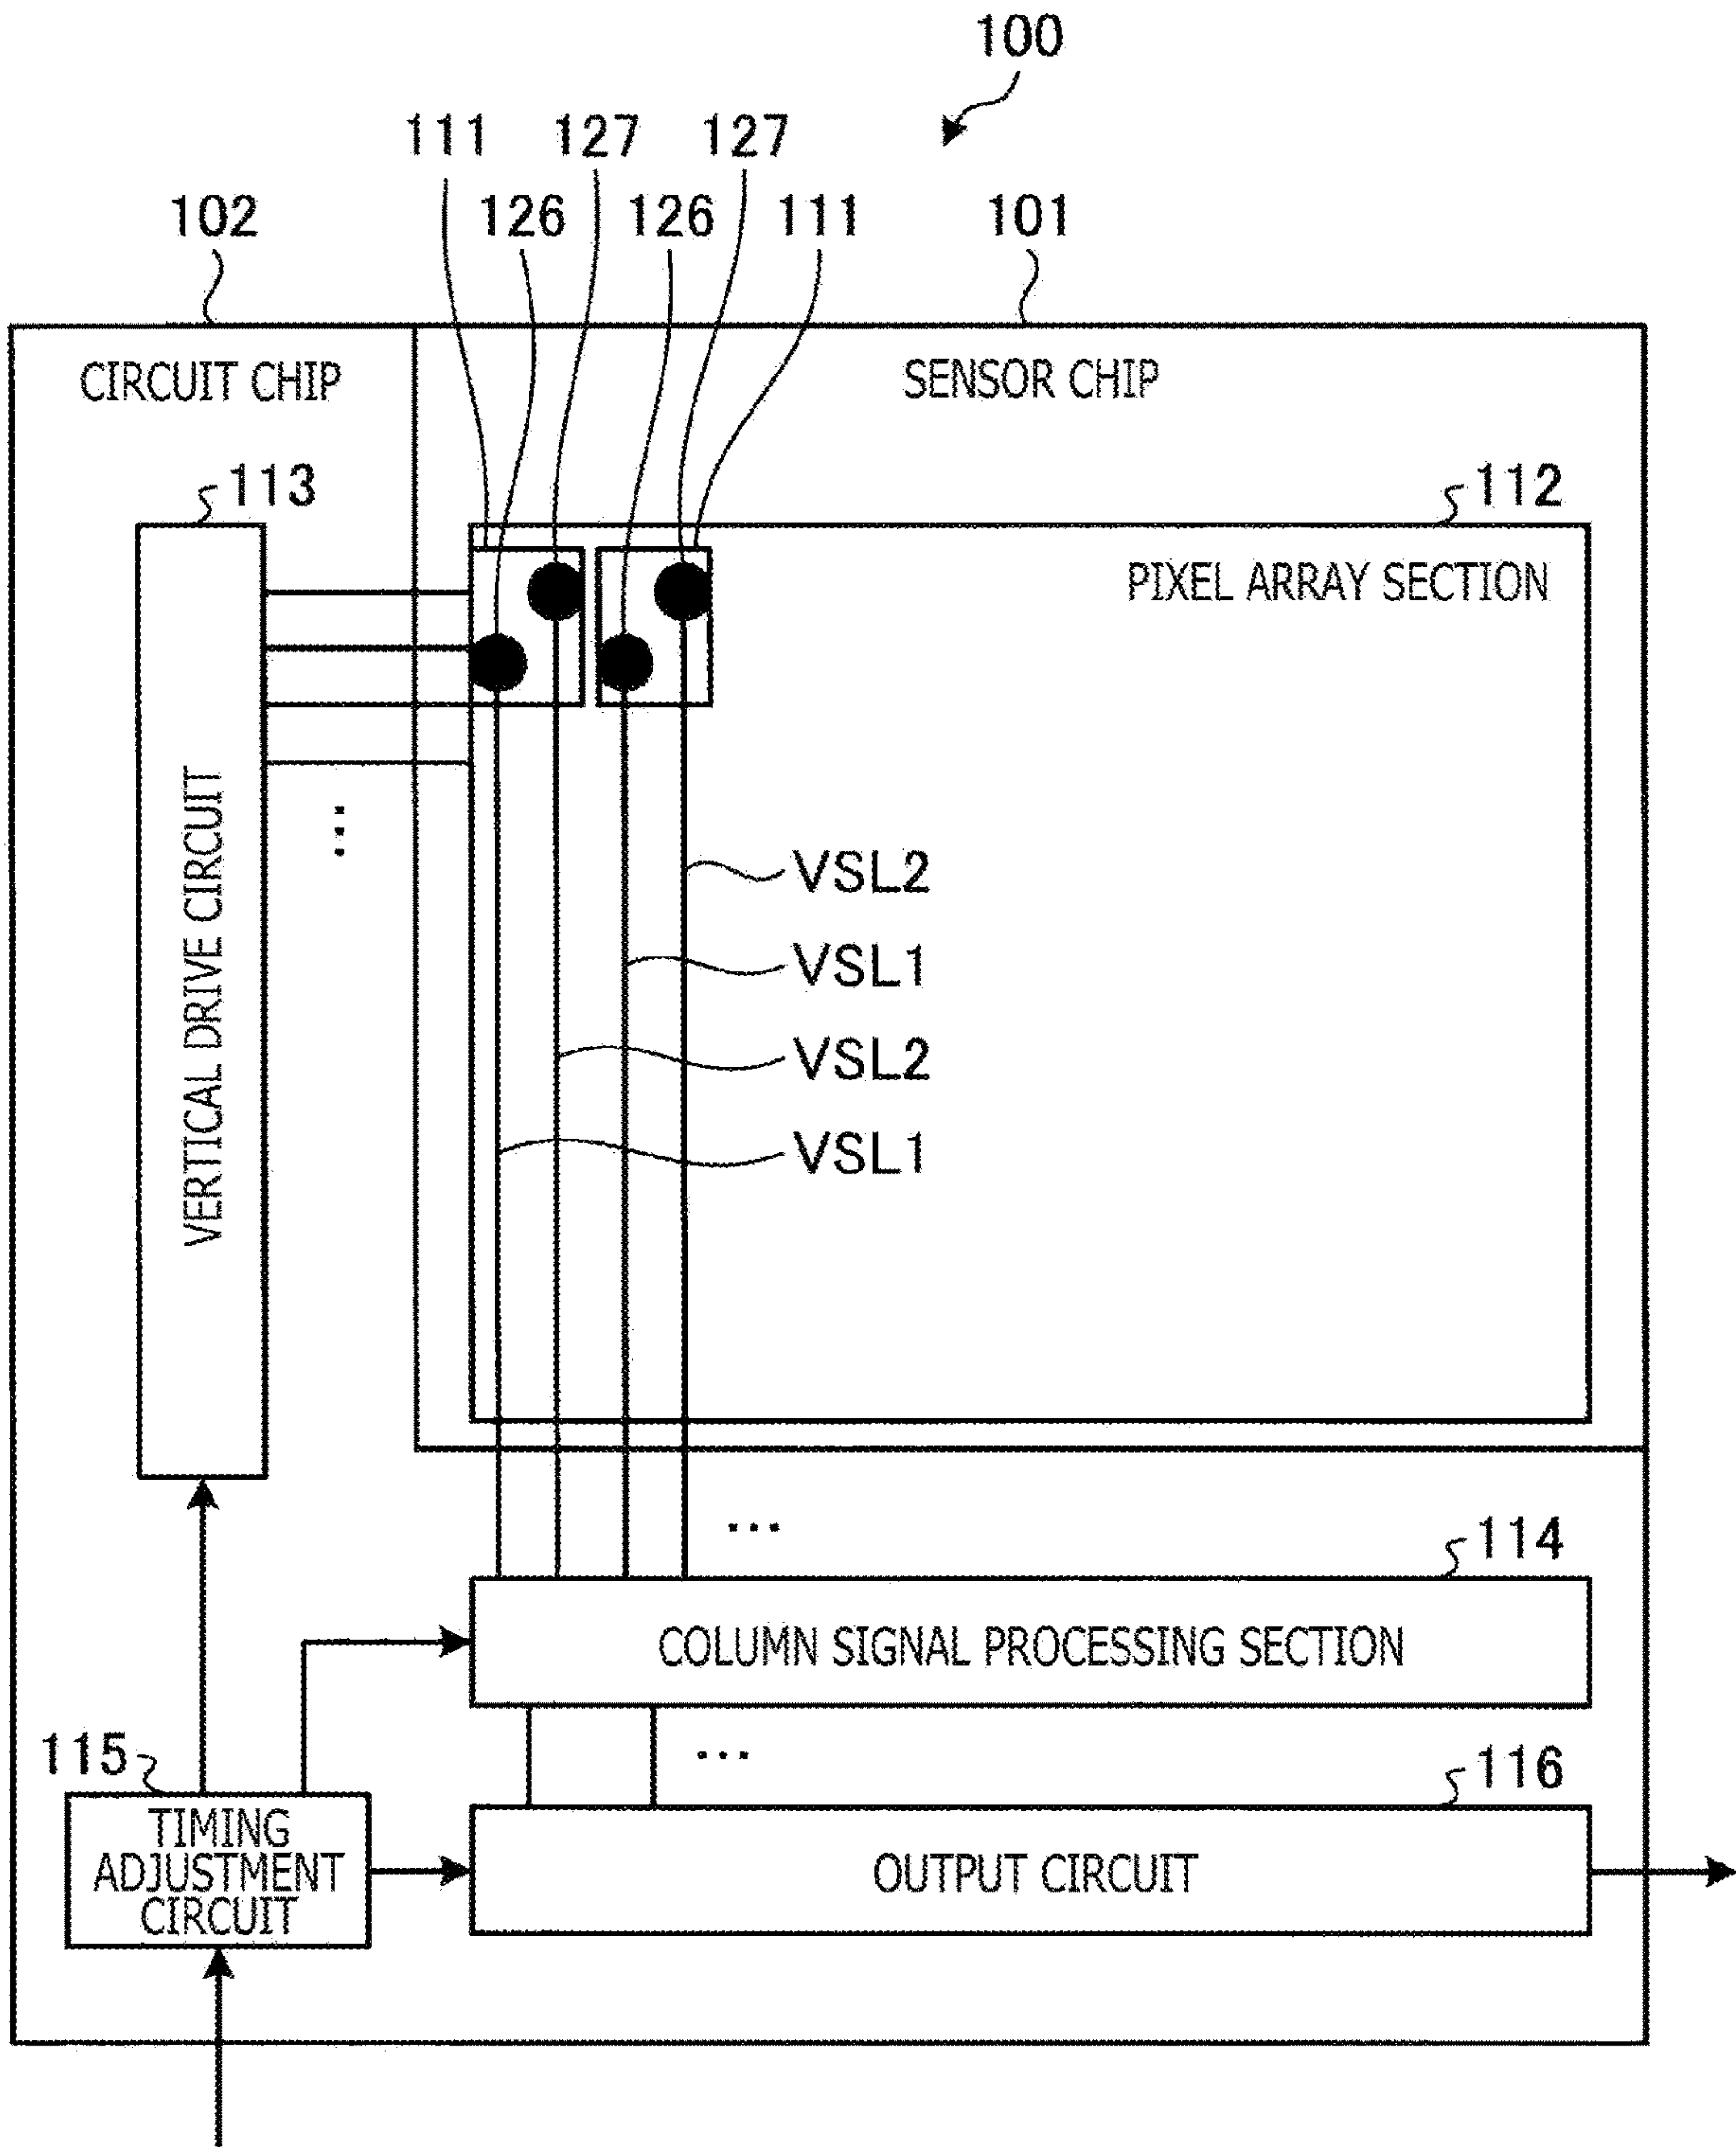 100
111
127
127
102
126
126
111
101
CIRCUIT CHIP
SENSOR CHIP
113
112
PIXEL ARRAY SECTION
VERTICAL DRIVE CIRCUIT
...
VSL2
VSL1
VSL2
VSL1
...
114
COLUMN SIGNAL PROCESSING SECTION
115
...
116
TIMING
ADJUSTMENT
CIRCUIT
OUTPUT CIRCUIT